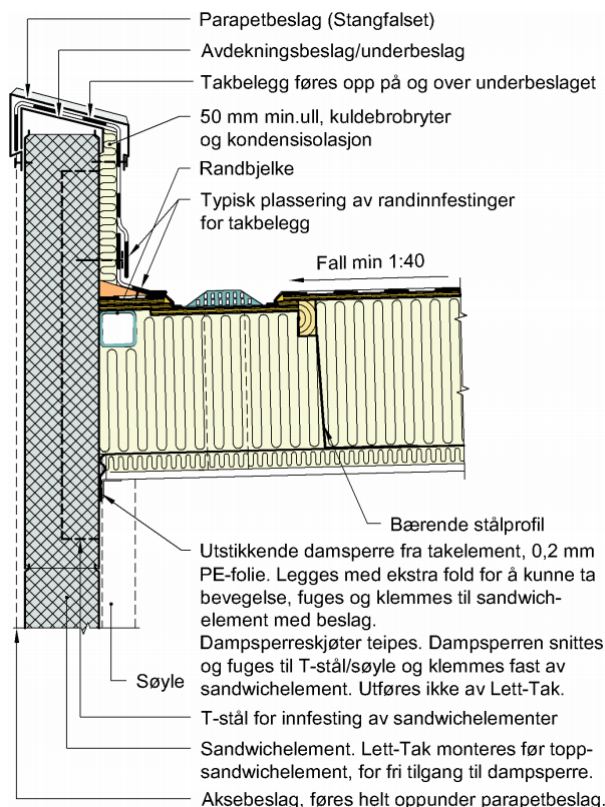 Parapetbeslag (Stangfalset)
Avdekningsbeslag/underbeslag
Takbelegg føres opp på og over underbeslaget
50 mm min.ull, kuldebrobryter
og kondensisolasjon
Randbjelke
Typisk plassering av randinnfestinger
for takbelegg
Fall min 1:40
Bærende stålprofil
Utstikkende damsperre fra takelement, 0,2 mm
PE-folie. Legges med ekstra fold for å kunne ta
bevegelse, fuges og klemmes til sandwich-
element med beslag.
Dampsperreskjøter teipes. Dampsperren snittes
og fuges til T-stål/søyle og klemmes fast av
sandwichelement. Utføres ikke av Lett-Tak.
Søyle
T-stål for innfesting av sandwichelementer
Sandwichelement. Lett-Tak monteres før topp-
sandwichelement, for fri tilgang til dampsperre.
Aksebeslag, føres helt oppunder parapetbeslag.